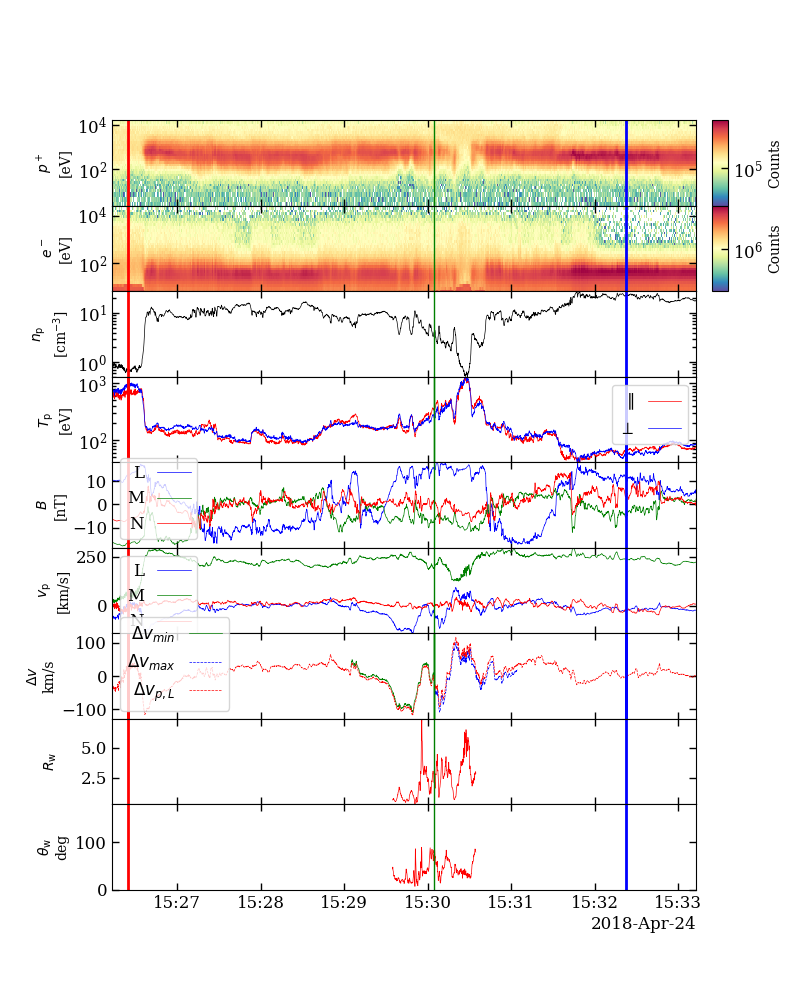 10⁴
10²
p⁺
[eV]
10⁵
Counts
10⁴
10²
e⁻
[eV]
10⁶
Counts
10¹
10⁰
nₚ
[cm⁻³]
10³
10²
Tₚ
[eV]
∥
⊥
10
0
−10
B
[nT]
L
M
N
250
0
vₚ
[km/s]
L
M
N
100
0
−100
Δv
km/s
Δv_min
Δv_max
Δv_p,L
5.0
2.5
R_w
100
0
θ_w
deg
15:27 15:28 15:29 15:30 15:31 15:32 15:33
2018-Apr-24